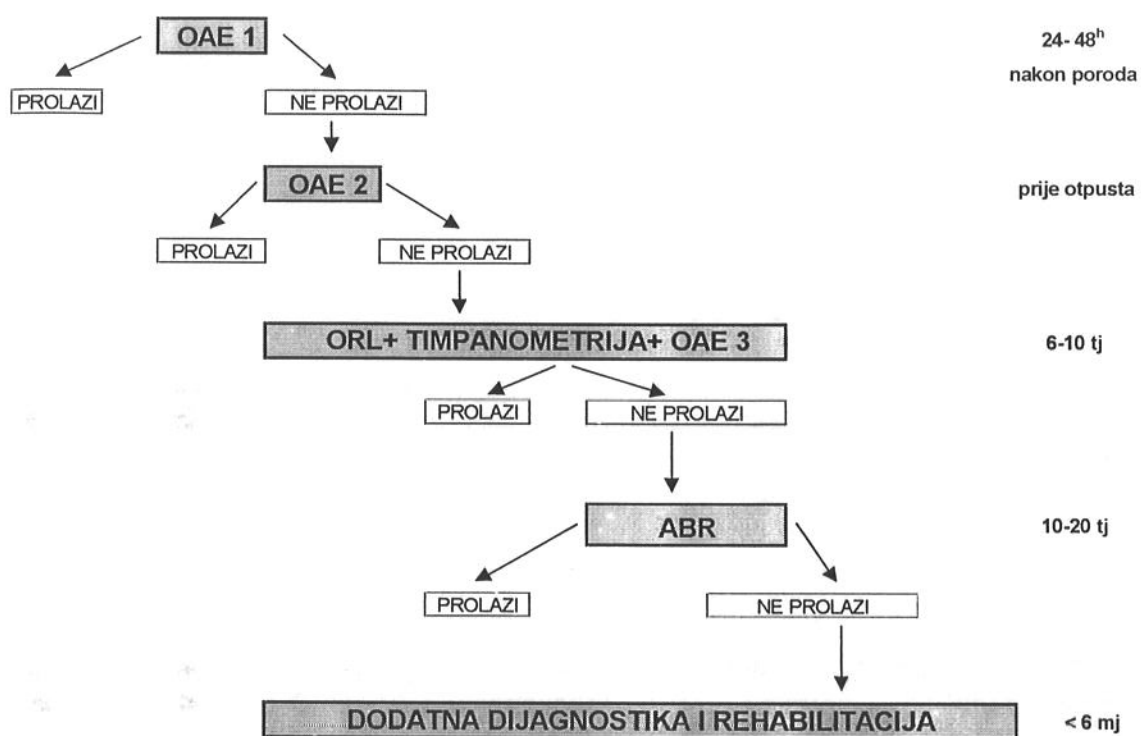 OAE 1
24- 48h
nakon poroda
PROLAZI
NE PROLAZI
OAE 2
prije otpusta
PROLAZI
NE PROLAZI
ORL+ TIMPANOMETRIJA+ OAE 3
6-10 tj
PROLAZI
NE PROLAZI
ABR
10-20 tj
PROLAZI
NE PROLAZI
DODATNA DIJAGNOSTIKA I REHABILITACIJA
< 6 mj